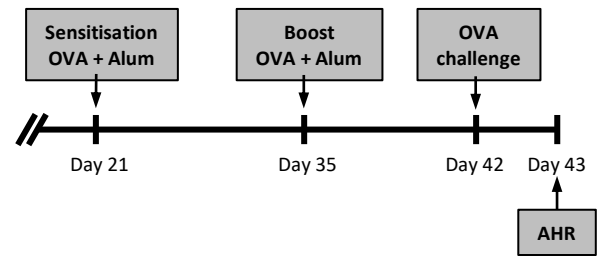 Sensitisation
OVA + Alum
Boost
OVA + Alum
OVA
challenge
Day 21
Day 35
Day 42
Day 43
AHR